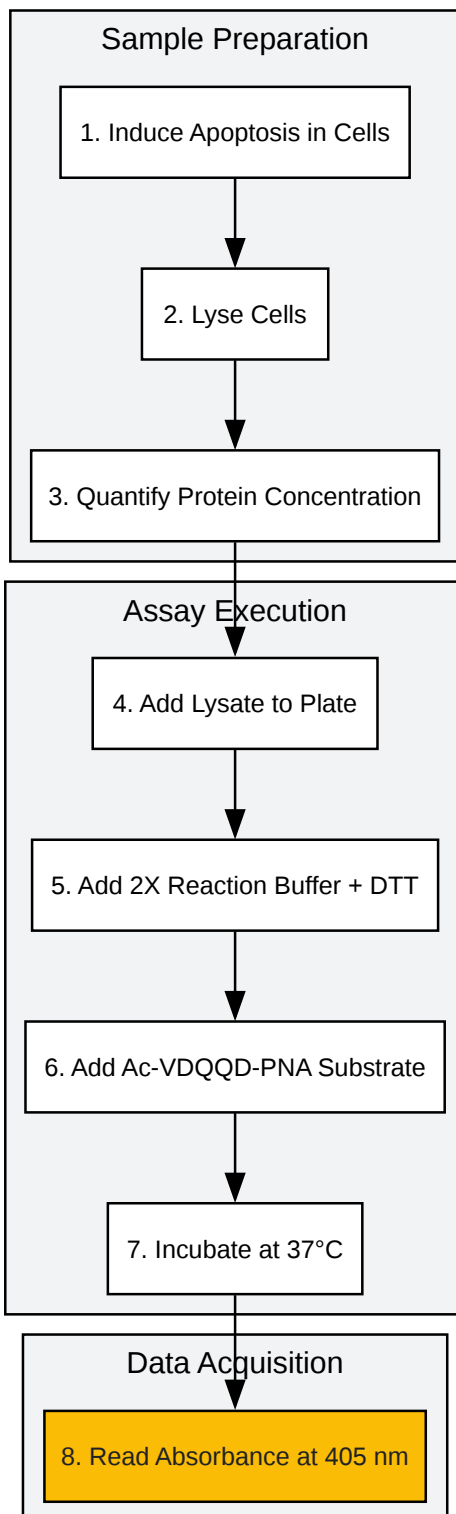 Sample Preparation
1. Induce Apoptosis in Cells
2. Lyse Cells
3. Quantify Protein Concentration
Assay Execution
4. Add Lysate to Plate
5. Add 2X Reaction Buffer + DTT
6. Add Ac-VDQQD-PNA Substrate
7. Incubate at 37°C
Data Acquisition
8. Read Absorbance at 405 nm